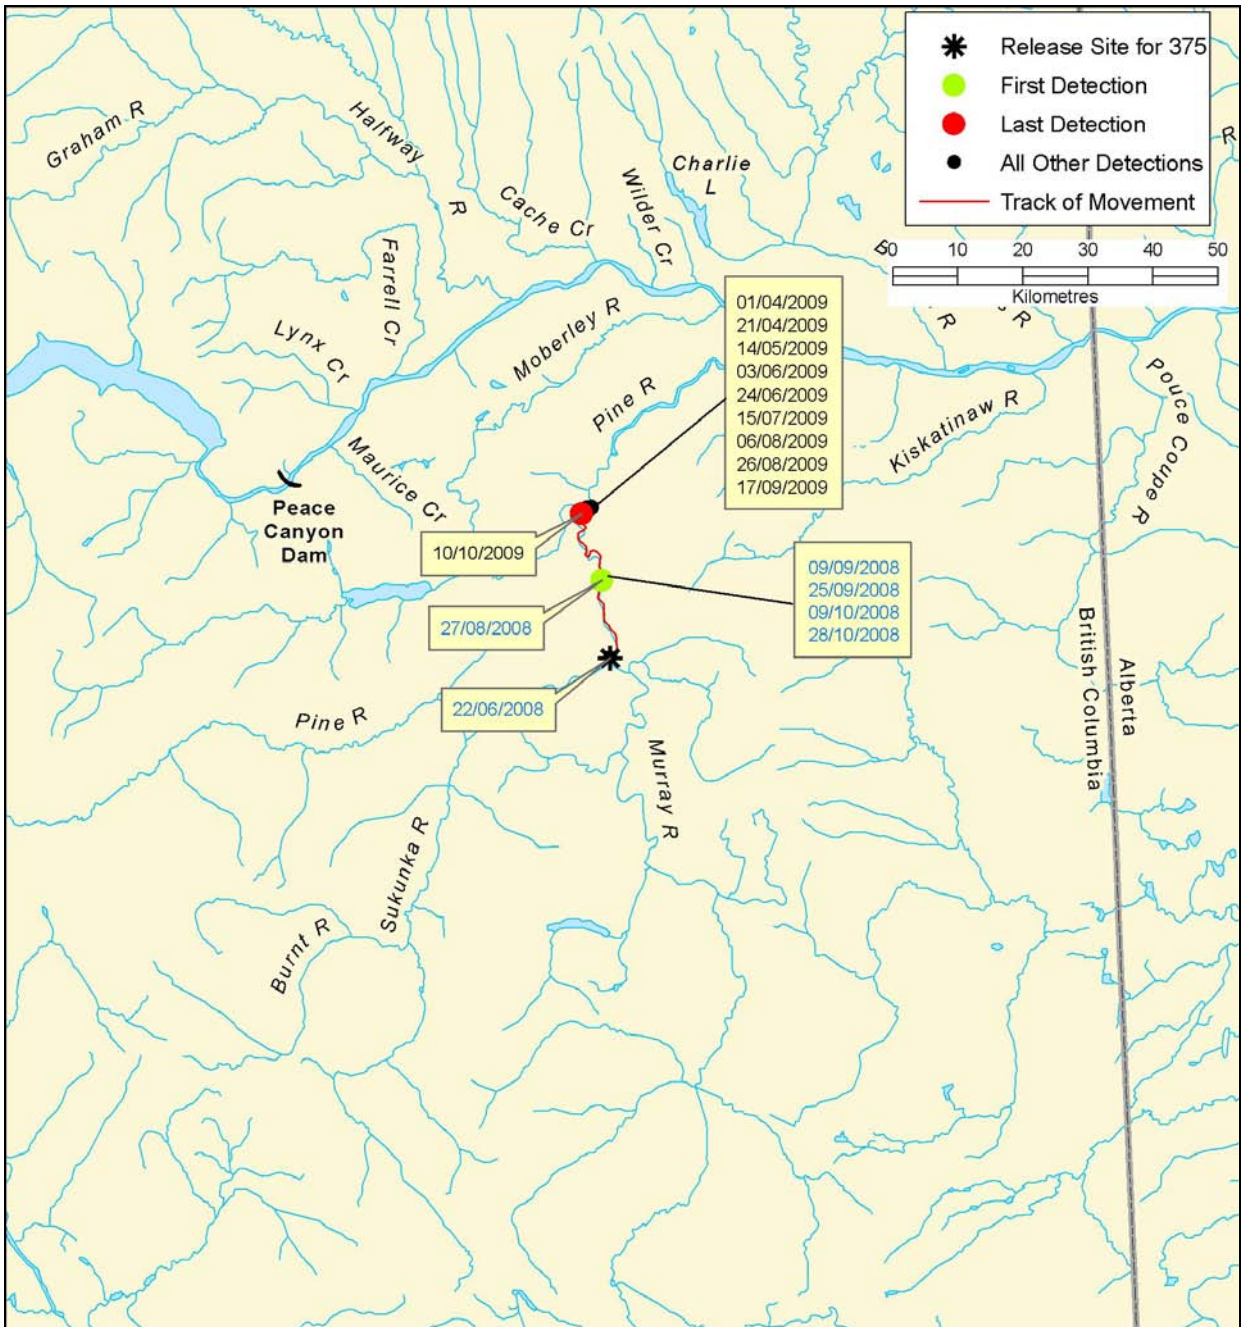 Release Site for 375
First Detection
Last Detection
All Other Detections
Track of Movement
0 10 20 30 40 50
Kilometres
Graham R
Halfway
R
Cache Cr
Wilder Cr
Charlie
L
R
B
R
R
Farrell Cr
Lynx Cr
Moberley R
Pine R
Maurice Cr
Peace
Canyon
Dam
Kiskatinaw R
Pouce Coupe R
01/04/2009
21/04/2009
14/05/2009
03/06/2009
24/06/2009
15/07/2009
06/08/2009
26/08/2009
17/09/2009
10/10/2009
09/09/2008
25/09/2008
09/10/2008
28/10/2008
27/08/2008
22/06/2008
British Columbia
Alberta
Pine R
Murray R
Sukunka R
Burnt R